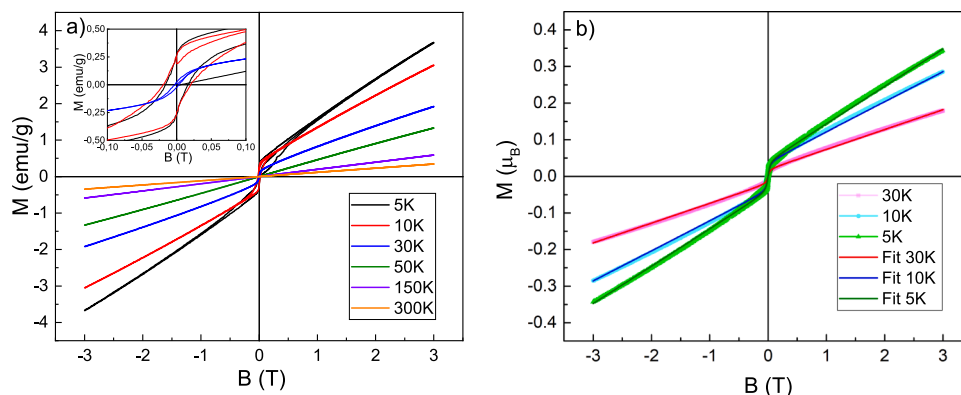 a)
M (emu/g)
4
3
2
1
0
-1
-2
-3
-4
-3
-2
-1
0
1
2
3
B (T)
M (emu/g)
0,50
0,25
0,00
-0,25
-0,50
-0,10
-0,05
0,00
0,05
0,10
B (T)
5K
10K
30K
50K
150K
300K
b)
M (μB)
0.4
0.3
0.2
0.1
0.0
-0.1
-0.2
-0.3
-0.4
-3
-2
-1
0
1
2
3
B (T)
30K
10K
5K
Fit 30K
Fit 10K
Fit 5K